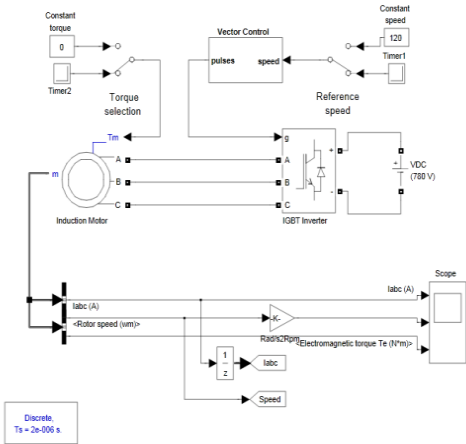 Constant
torque
0
Timer2
Torque
selection
Vector Control
pulses
speed
Constant
speed
120
Timer1
Reference
speed
Tm
m
A
B
C
Induction Motor
g
A
B
C
+
-
IGBT Inverter
VDC
(780 V)
Iabc (A)
<Rotor speed (wm)>
-K-
Rad/s2Rpm
Iabc (A)
Scope
<Electromagnetic torque Te (N*m)>
1
z
Iabc
Speed
Discrete,
Ts = 2e-006 s.